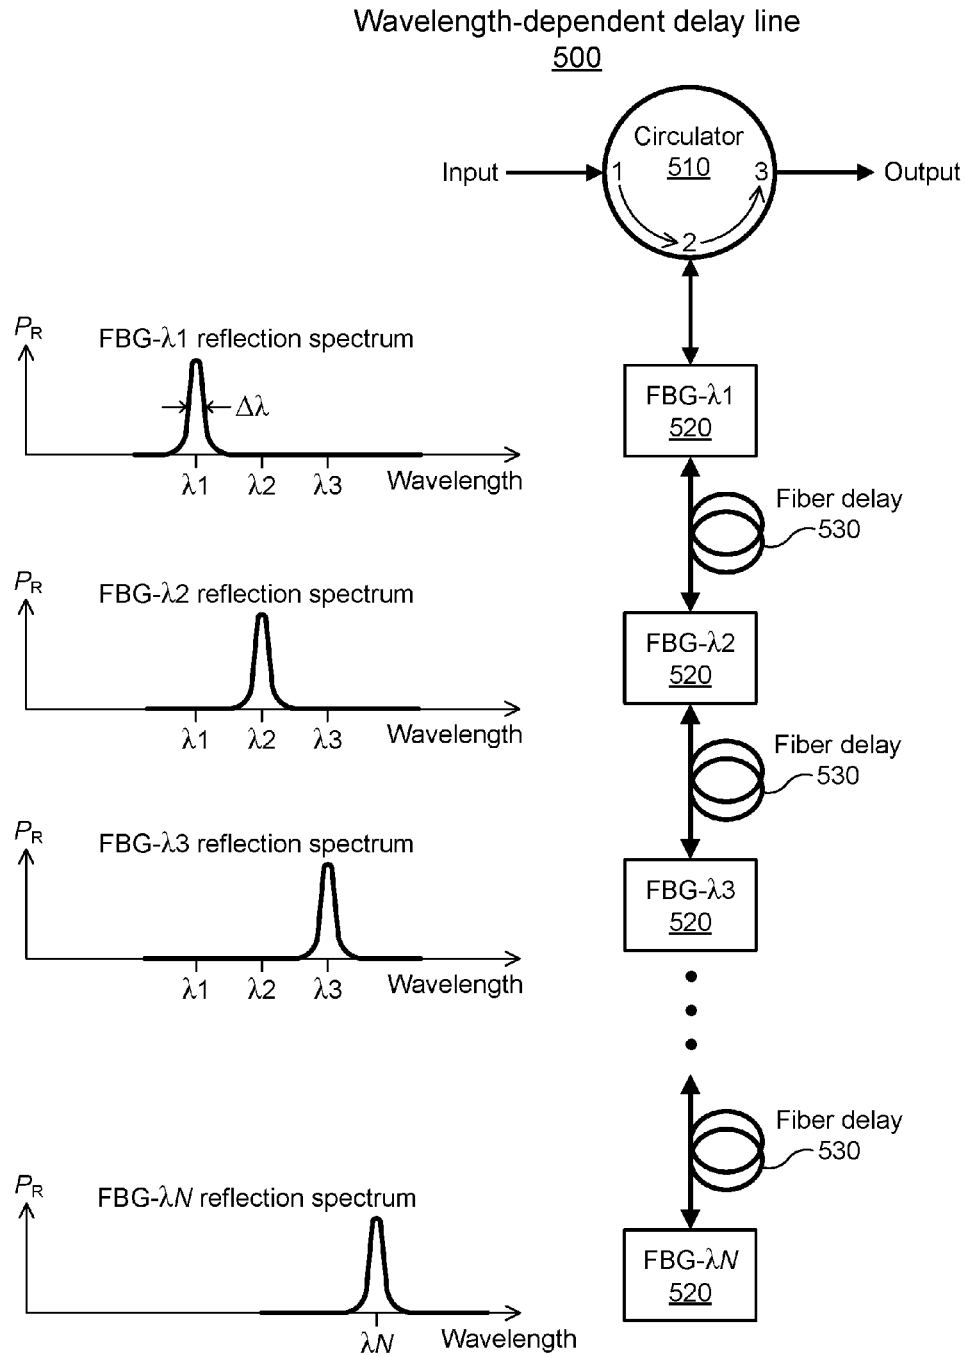 Wavelength-dependent delay line
500
Circulator
510
Input
1
3
Output
2
PR
FBG-λ1 reflection spectrum
Δλ
λ1
λ2
λ3
Wavelength
FBG-λ1
520
Fiber delay
530
PR
FBG-λ2 reflection spectrum
λ1
λ2
λ3
Wavelength
FBG-λ2
520
Fiber delay
530
PR
FBG-λ3 reflection spectrum
λ1
λ2
λ3
Wavelength
FBG-λ3
520
Fiber delay
530
PR
FBG-λN reflection spectrum
λN
Wavelength
FBG-λN
520